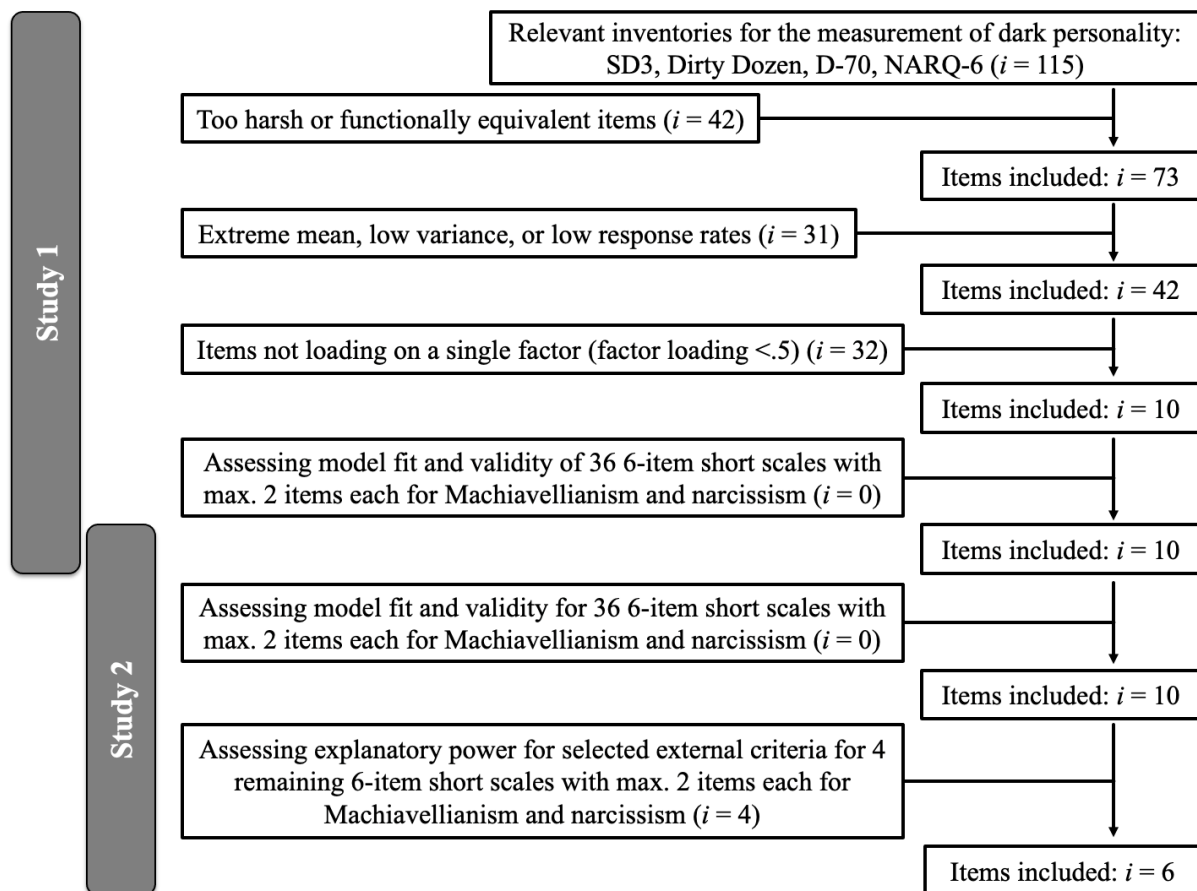 Relevant inventories for the measurement of dark personality:
SD3, Dirty Dozen, D-70, NARQ-6 (i = 115)
Too harsh or functionally equivalent items (i = 42)
Items included: i = 73
Extreme mean, low variance, or low response rates (i = 31)
Items included: i = 42
Study 1
Items not loading on a single factor (factor loading <.5) (i = 32)
Items included: i = 10
Assessing model fit and validity of 36 6-item short scales with
max. 2 items each for Machiavellianism and narcissism (i = 0)
Items included: i = 10
Assessing model fit and validity for 36 6-item short scales with
max. 2 items each for Machiavellianism and narcissism (i = 0)
Items included: i = 10
Study 2
Assessing explanatory power for selected external criteria for 4
remaining 6-item short scales with max. 2 items each for
Machiavellianism and narcissism (i = 4)
Items included: i = 6